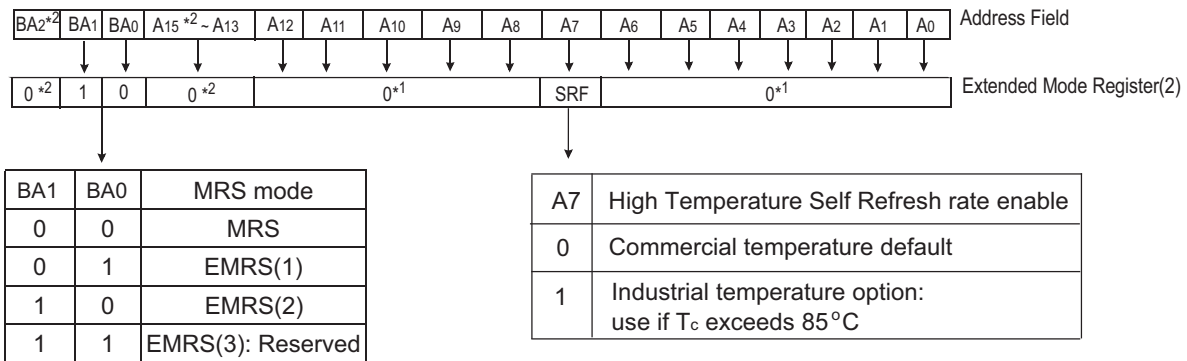 BA2*2 BA1 BA0 A15 *2 ~ A13 A12 A11 A10 A9 A8 A7 A6 A5 A4 A3 A2 A1 A0 Address Field
0 *2 1 0 0 *2 0*1 SRF 0*1 Extended Mode Register(2)
BA1 BA0 MRS mode
0 0 MRS
0 1 EMRS(1)
1 0 EMRS(2)
1 1 EMRS(3): Reserved
A7 High Temperature Self Refresh rate enable
0 Commercial temperature default
1 Industrial temperature option:
use if Tc exceeds 85°C